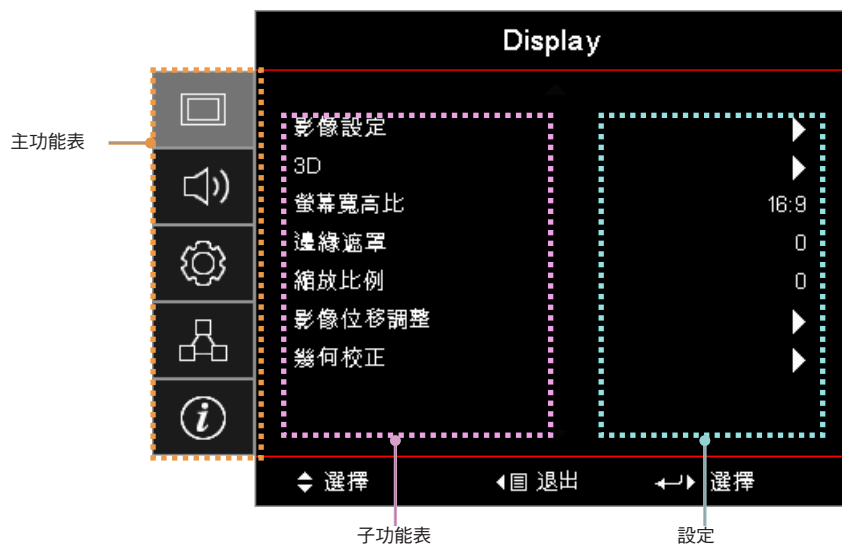 Display
主功能表
影像設定
3D
螢幕寬高比 16:9
邊緣遮罩 0
縮放比例 0
影像位移調整
幾何校正
選擇 退出 選擇
子功能表 設定